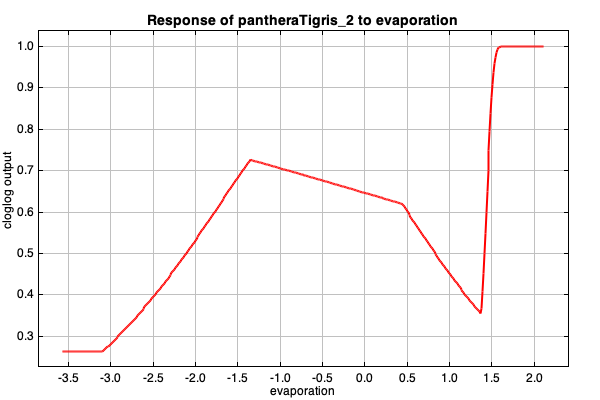 Response of pantheraTigris_2 to evaporation
cloglog output
1.0
0.9
0.8
0.7
0.6
0.5
0.4
0.3
-3.5 -3.0 -2.5 -2.0 -1.5 -1.0 -0.5 0.0 0.5 1.0 1.5 2.0
evaporation